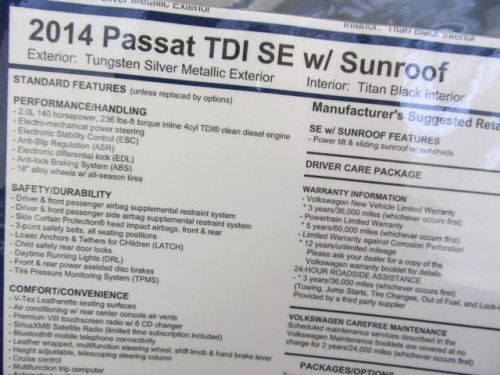 Metallic Exterior
Interior: Titan Black Interior
2014 Passat TDI SE w/ Sunroof
Exterior: Tungsten Silver Metallic Exterior
Interior: Titan Black Interior
STANDARD FEATURES (unless replaced by options)
PERFORMANCE/HANDLING
- 2.0L 140 horsepower, 236 lbs-ft torque inline 4cyl TDI® clean diesel engine
- Electro-mechanical power steering
- Electronic Stability Control (ESC)
- Anti-Slip Regulation (ASR)
- Electronic differential lock (EDL)
- Anti-lock Braking System (ABS)
- 18" alloy wheels w/ all-season tires
SAFETY/DURABILITY
- Driver & front passenger airbag supplemental restraint system
- Driver & front passenger side airbag supplemental restraint system
- Side Curtain Protection® head impact airbags, front & rear
- 3-point safety belts, all seating positions
- Lower Anchors & Tethers for CHildren (LATCH)
- Child safety rear door locks
- Daytime Running Lights (DRL)
- Front & rear power assisted disc brakes
- Tire Pressure Monitoring System (TPMS)
COMFORT/CONVENIENCE
- V-Tex Leatherette seating surfaces
- Air conditioning w/ rear center console air vents
- Premium VIII touchscreen radio w/ 6 CD changer
- SiriusXM® Satellite Radio (limited time subscription included)
- Bluetooth® mobile telephone connectivity
- Leather wrapped, multifunction steering wheel, shift knob & hand brake lever
- Height adjustable, telescoping steering column
- Cruise control
- Multifunction trip computer
Manufacturer's Suggested Reta
SE w/ SUNROOF FEATURES
- Power tilt & sliding sunroof w/ sunshade
DRIVER CARE PACKAGE
WARRANTY INFORMATION
- Volkswagen New Vehicle Limited Warranty
* 3 years/36,000 miles (whichever occurs first)
- Powertrain Limited Warranty
* 5 years/60,000 miles (whichever occurs first)
- Limited Warranty against Corrosion Perforation
* 12 years/unlimited mileage
Please ask your dealer for a copy of the
Volkswagen warranty booklet for details.
24-HOUR ROADSIDE ASSISTANCE
- * 3 years/36,000 miles (whichever occurs first)
(Towing, Jump Starts, Tire Changes, Out of Fuel, and Lock-
Provided by a third party supplier
VOLKSWAGEN CAREFREE MAINTENANCE
Scheduled maintenance services described in the
Volkswagen Maintenance booklets are covered at no
charge for 2 years/24,000 miles (whichever occurs first)
PACKAGES/OPTIONS